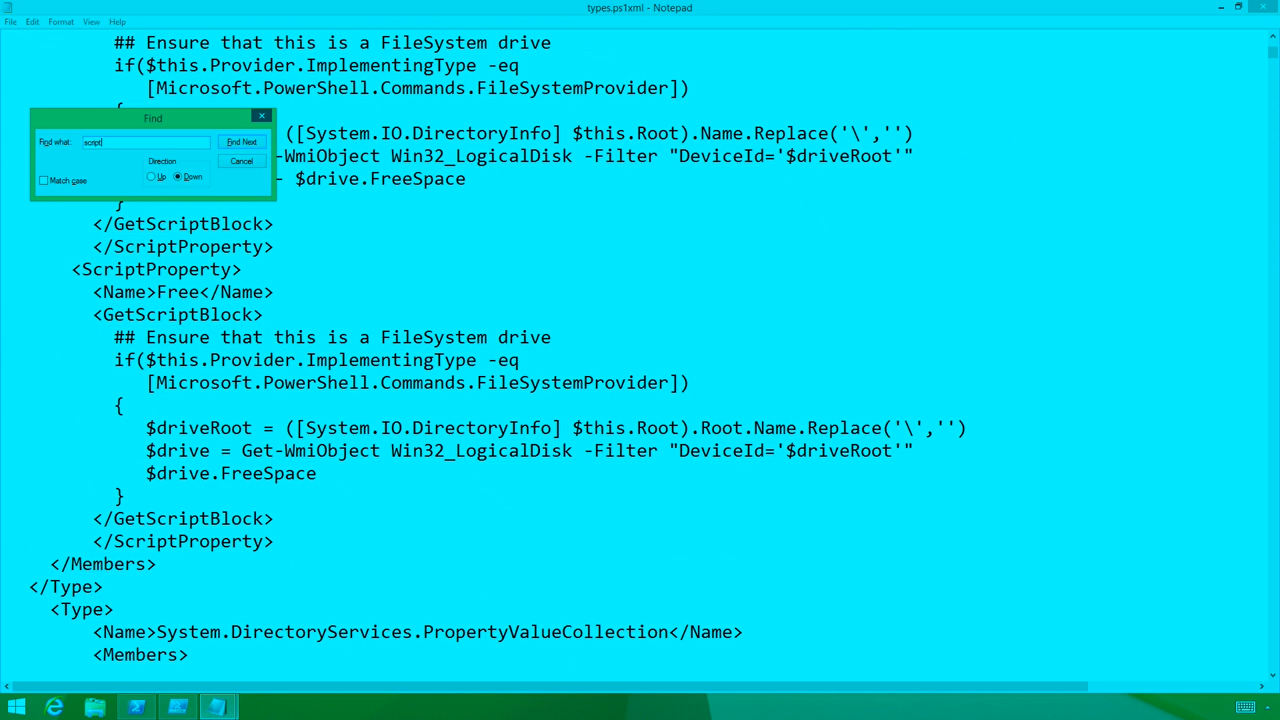 types.ps1xml - Notepad
File Edit Format View Help
## Ensure that this is a FileSystem drive
if($this.Provider.ImplementingType -eq
[Microsoft.PowerShell.Commands.FileSystemProvider])
{
Find
Find what: script
Find Next
Direction
Cancel
Up Down
Match case
([System.IO.DirectoryInfo] $this.Root).Name.Replace('\','')
-WmiObject Win32_LogicalDisk -Filter "DeviceId='$driveRoot'"
- $drive.FreeSpace
}
</GetScriptBlock>
</ScriptProperty>
<ScriptProperty>
<Name>Free</Name>
<GetScriptBlock>
## Ensure that this is a FileSystem drive
if($this.Provider.ImplementingType -eq
[Microsoft.PowerShell.Commands.FileSystemProvider])
{
$driveRoot = ([System.IO.DirectoryInfo] $this.Root).Root.Name.Replace('\','')
$drive = Get-WmiObject Win32_LogicalDisk -Filter "DeviceId='$driveRoot'"
$drive.FreeSpace
}
</GetScriptBlock>
</ScriptProperty>
</Members>
</Type>
<Type>
<Name>System.DirectoryServices.PropertyValueCollection</Name>
<Members>